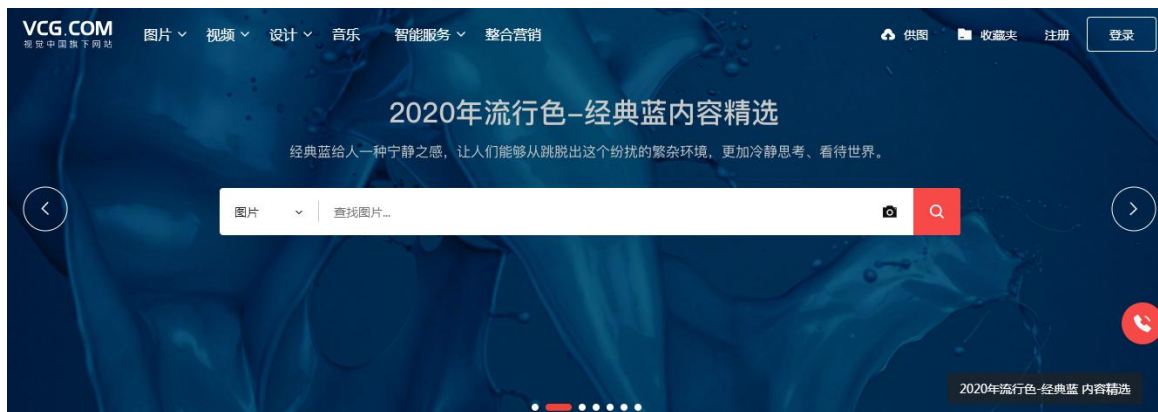 VCG.COM
视觉中国旗下网站
图片 视频 设计 音乐 智能服务 整合营销 供图 收藏夹 注册 登录
2020年流行色-经典蓝内容精选
经典蓝给人一种宁静之感，让人们能够从跳脱出这个纷扰的繁杂环境，更加冷静思考、看待世界。
图片 查找图片...
2020年流行色-经典蓝 内容精选